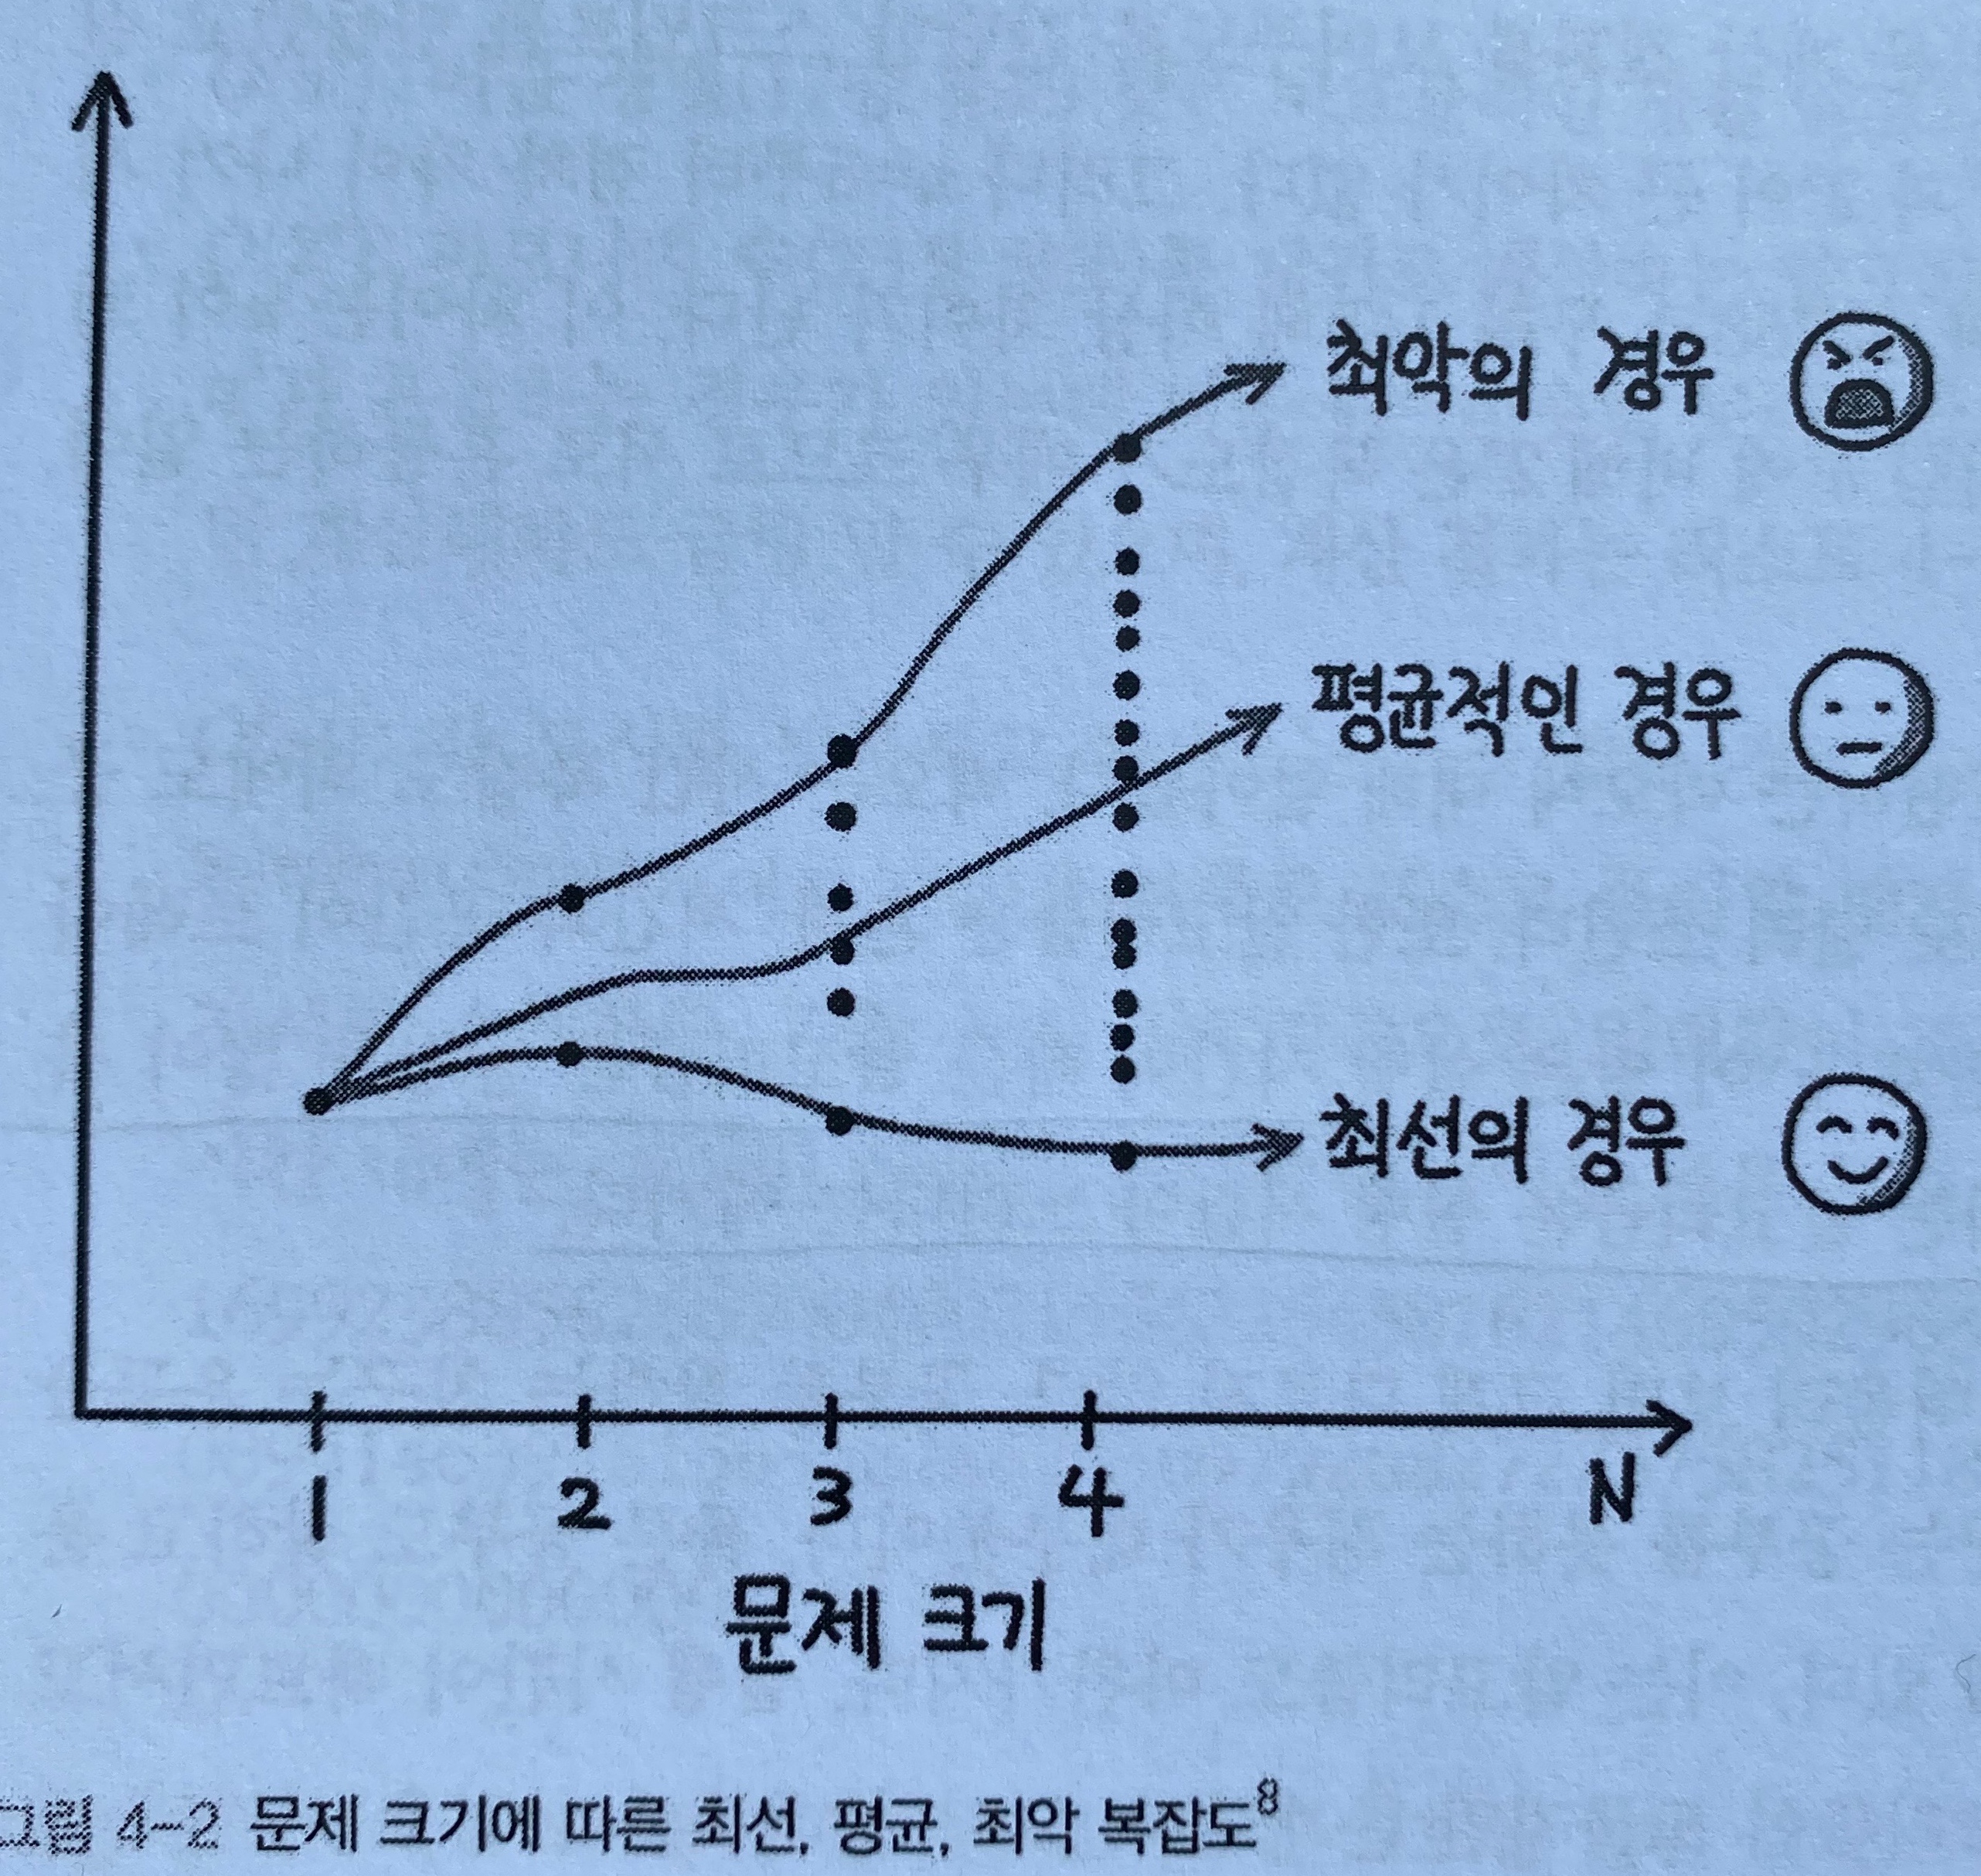 최악의 경우
평균적인 경우
최선의 경우
1 2 3 4 N
문제 크기
그림 4-2 문제 크기에 따른 최선, 평균, 최악 복잡도8